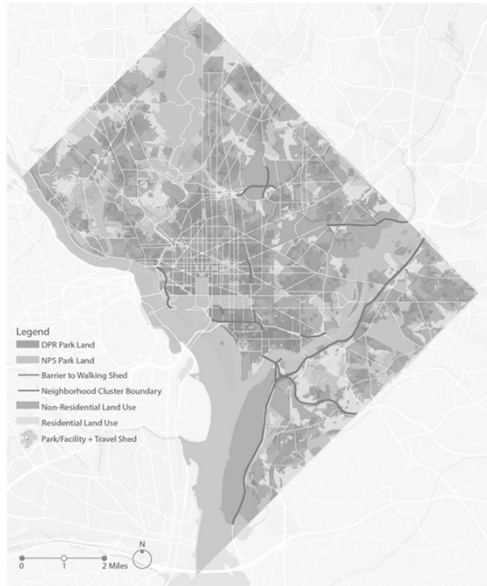 Legend
DPR Park Land
NPS Park Land
Barrier to Walking Shed
Neighborhood Cluster Boundary
Non-Residential Land Use
Residential Land Use
Park/Facility + Travel Shed
N
0 1 2 Miles